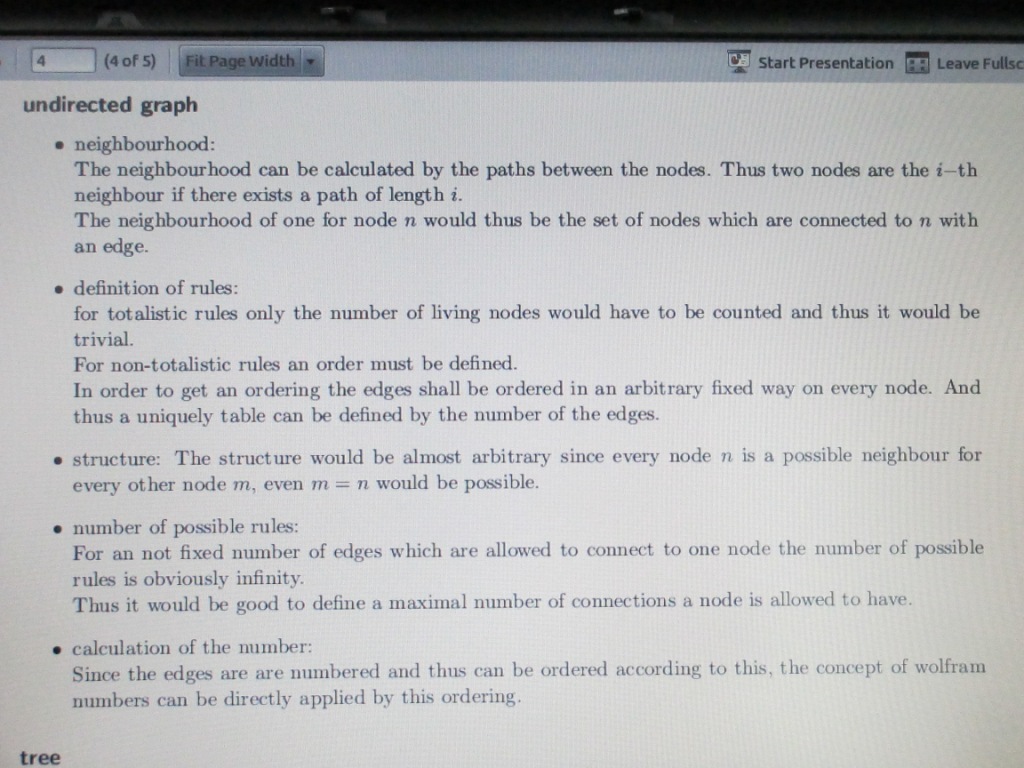 4 (4 of 5) Fit Page Width Start Presentation Leave Fullsc
undirected graph
• neighbourhood:
The neighbourhood can be calculated by the paths between the nodes. Thus two nodes are the i–th
neighbour if there exists a path of length i.
The neighbourhood of one for node n would thus be the set of nodes which are connected to n with
an edge.
• definition of rules:
for totalistic rules only the number of living nodes would have to be counted and thus it would be
trivial.
For non-totalistic rules an order must be defined.
In order to get an ordering the edges shall be ordered in an arbitrary fixed way on every node. And
thus a uniquely table can be defined by the number of the edges.
• structure: The structure would be almost arbitrary since every node n is a possible neighbour for
every other node m, even m = n would be possible.
• number of possible rules:
For an not fixed number of edges which are allowed to connect to one node the number of possible
rules is obviously infinity.
Thus it would be good to define a maximal number of connections a node is allowed to have.
• calculation of the number:
Since the edges are are numbered and thus can be ordered according to this, the concept of wolfram
numbers can be directly applied by this ordering.
tree